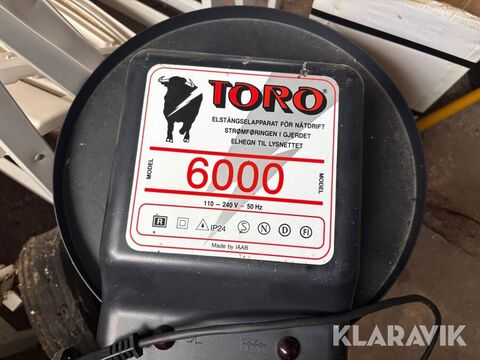 TORO®
ELSTÄNGSELAPPARAT FÖR NÄTDRIFT
STRØMFØRINGEN I GJERDET
ELHEGN TIL LYSNETTET
MODEL
6000
MODEL
110 – 240 V – 50 Hz
R
IP24
S N D FI
Made by IAAB
KLARAVIK